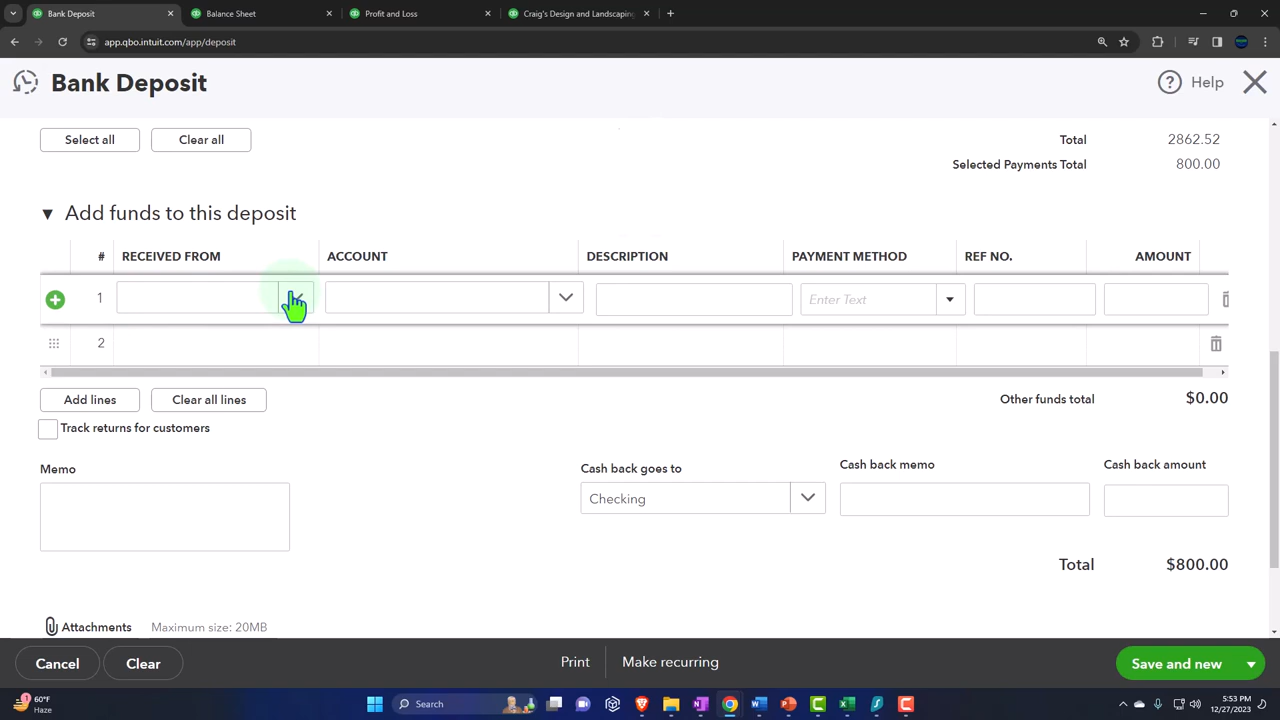 Bank Deposit
Balance Sheet
Profit and Loss
Craig's Design and Landscaping
app.qbo.intuit.com/app/deposit
Bank Deposit
Help
Select all
Clear all
Total
2862.52
Selected Payments Total
800.00
Add funds to this deposit
#
RECEIVED FROM
ACCOUNT
DESCRIPTION
PAYMENT METHOD
REF NO.
AMOUNT
1
Enter Text
2
Add lines
Clear all lines
Other funds total
$0.00
Track returns for customers
Memo
Cash back goes to
Cash back memo
Cash back amount
Checking
Total
$800.00
Attachments
Maximum size: 20MB
Cancel
Clear
Print
Make recurring
Save and new
1
60°F
Haze
Search
5:53 PM
12/27/2023